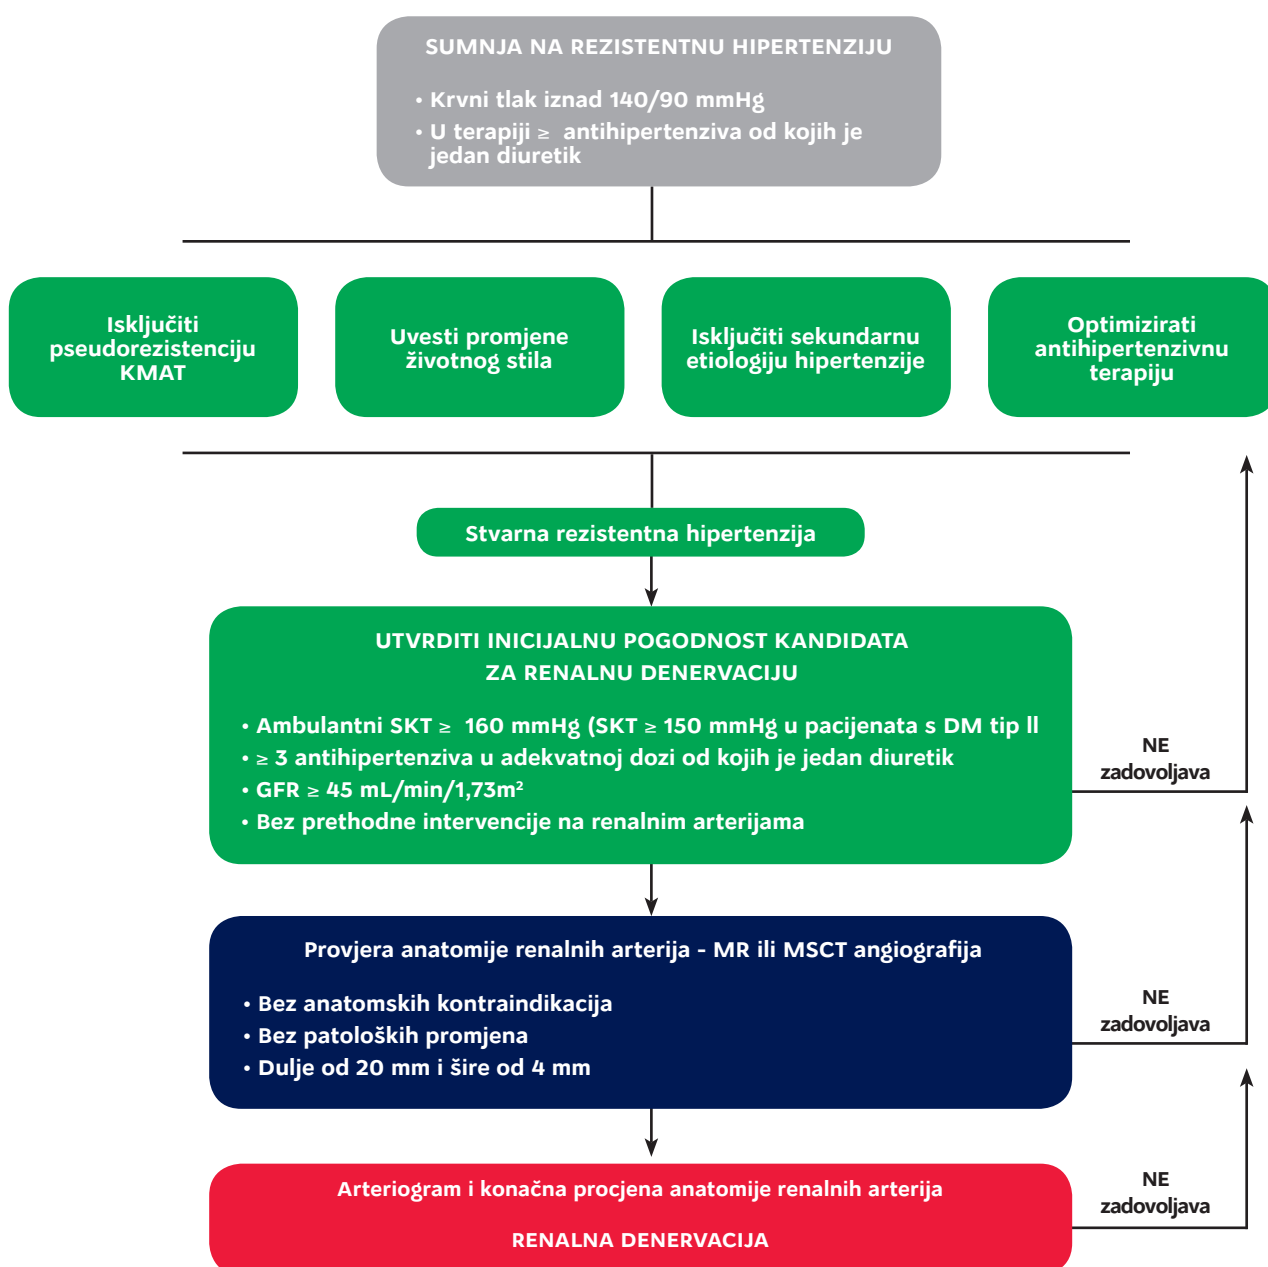 SUMNJA NA REZISTENTNU HIPERTENZIJU
• Krvni tlak iznad 140/90 mmHg
• U terapiji ≥ antihipertenziva od kojih je
jedan diuretik
Isključiti
pseudorezistenciju
KMAT
Uvesti promjene
životnog stila
Isključiti sekundarnu
etiologiju hipertenzije
Optimizirati
antihipertenzivnu
terapiju
Stvarna rezistentna hipertenzija
UTVRDITI INICIJALNU POGODNOST KANDIDATA
ZA RENALNU DENERVACIJU
• Ambulantni SKT ≥ 160 mmHg (SKT ≥ 150 mmHg u pacijenata s DM tip ll
• ≥ 3 antihipertenziva u adekvatnoj dozi od kojih je jedan diuretik
• GFR ≥ 45 mL/min/1,73m²
• Bez prethodne intervencije na renalnim arterijama
NE
zadovoljava
Provjera anatomije renalnih arterija - MR ili MSCT angiografija
• Bez anatomskih kontraindikacija
• Bez patoloških promjena
• Dulje od 20 mm i šire od 4 mm
NE
zadovoljava
Arteriogram i konačna procjena anatomije renalnih arterija
RENALNA DENERVACIJA
NE
zadovoljava